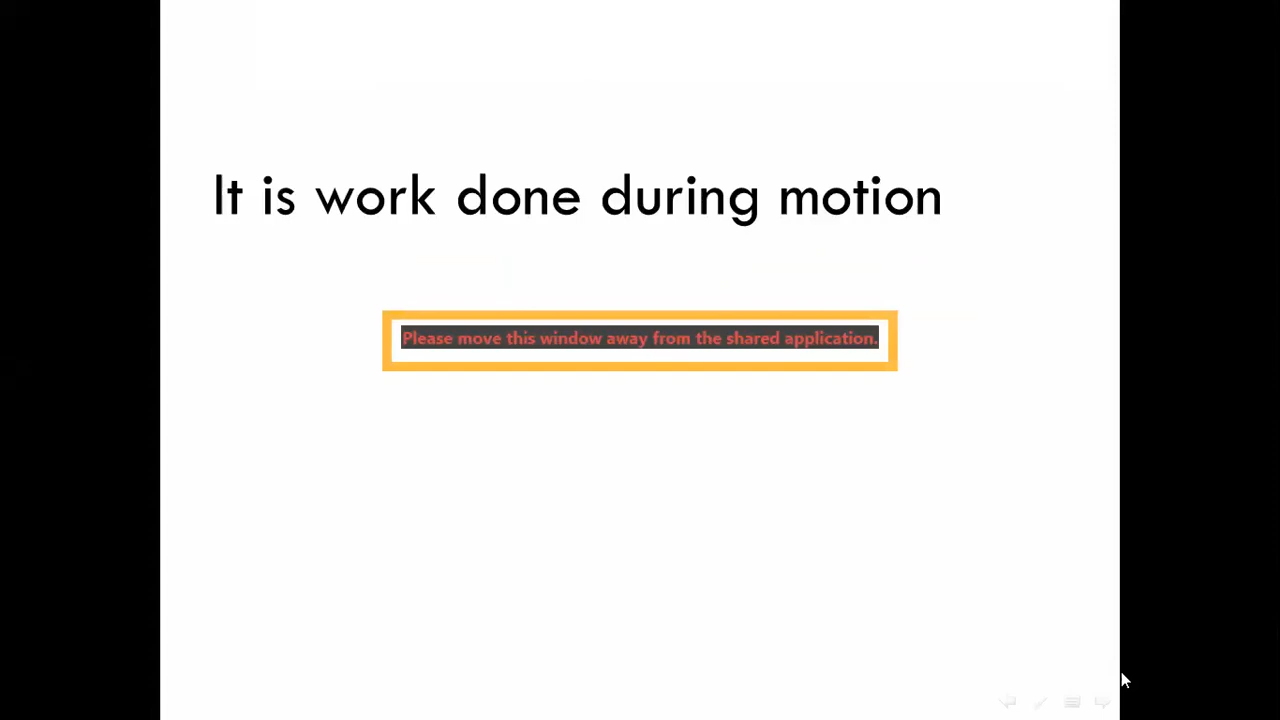 It is work done during motion
Please move this window away from the shared application.